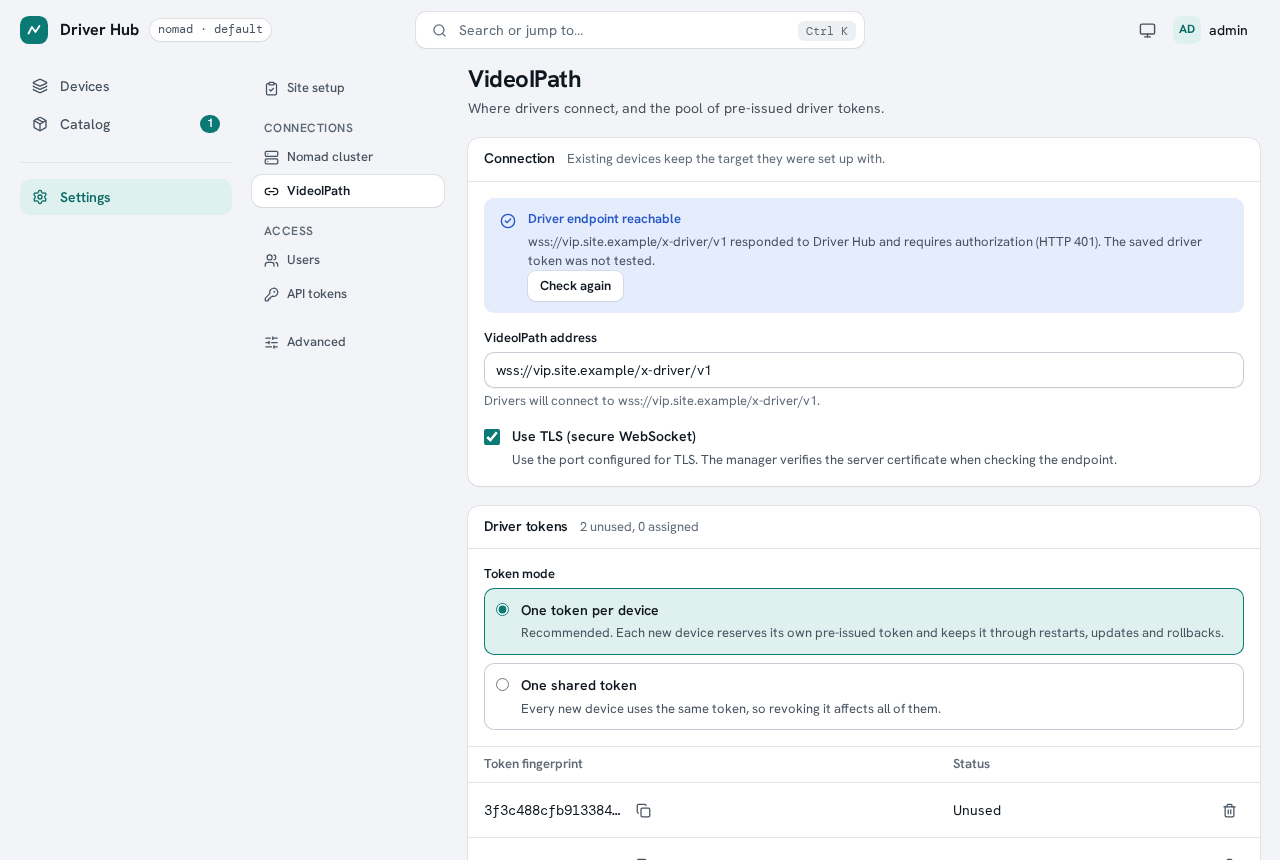 Driver Hub
nomad · default
Search or jump to...
Ctrl K
AD
admin
Devices
Catalog
1
Settings
Site setup
CONNECTIONS
Nomad cluster
VideoIPath
ACCESS
Users
API tokens
Advanced
VideoIPath
Where drivers connect, and the pool of pre-issued driver tokens.
Connection
Existing devices keep the target they were set up with.
Driver endpoint reachable
wss://vip.site.example/x-driver/v1 responded to Driver Hub and requires authorization (HTTP 401). The saved driver
token was not tested.
Check again
VideoIPath address
wss://vip.site.example/x-driver/v1
Drivers will connect to wss://vip.site.example/x-driver/v1.
Use TLS (secure WebSocket)
Use the port configured for TLS. The manager verifies the server certificate when checking the endpoint.
Driver tokens
2 unused, 0 assigned
Token mode
One token per device
Recommended. Each new device reserves its own pre-issued token and keeps it through restarts, updates and rollbacks.
One shared token
Every new device uses the same token, so revoking it affects all of them.
Token fingerprint
Status
3f3c488cfb913384…
Unused